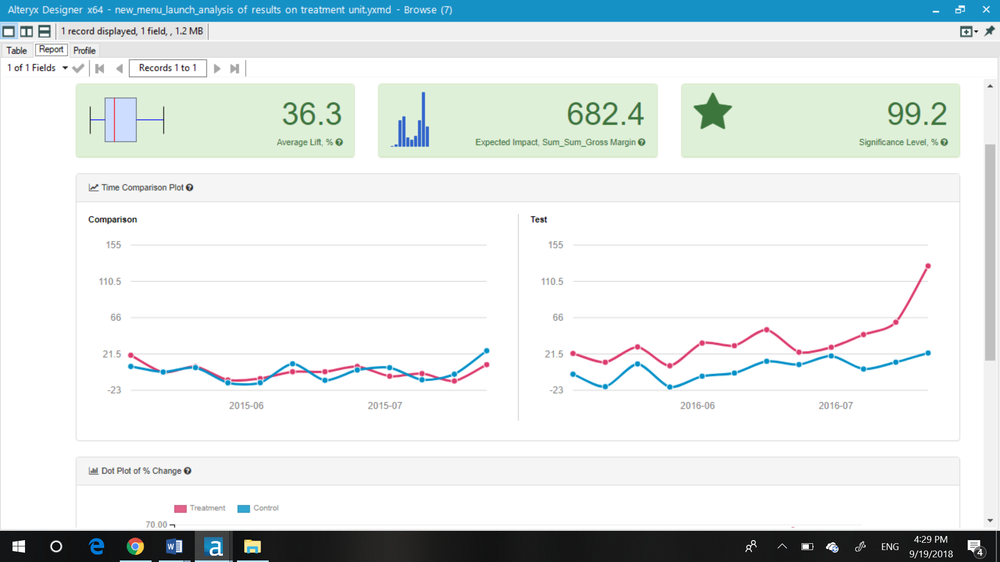 Alteryx Designer x64 - new_menu_launch_analysis of results on treatment unit.yxmd - Browse (7)
1 record displayed, 1 field, , 1.2 MB
Table Report Profile
1 of 1 Fields Records 1 to 1
36.3
Average Lift, % ?
682.4
Expected Impact, Sum_Sum_Gross Margin ?
99.2
Significance Level, % ?
Time Comparison Plot ?
Comparison
155
110.5
66
21.5
-23
2015-06 2015-07
Test
155
110.5
66
21.5
-23
2016-06 2016-07
Dot Plot of % Change ?
Treatment Control
70.00
W a ENG
4:29 PM
9/19/2018
4